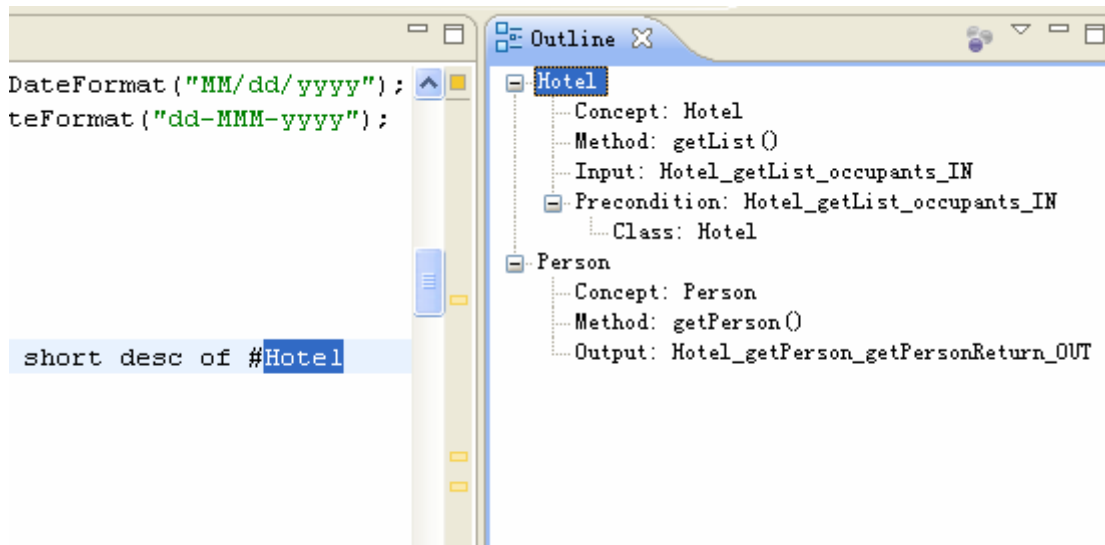 DateFormat("MM/dd/yyyy");
teFormat("dd-MMM-yyyy");
short desc of #Hotel
Outline
Hotel
Concept: Hotel
Method: getList()
Input: Hotel_getList_occupants_IN
Precondition: Hotel_getList_occupants_IN
Class: Hotel
Person
Concept: Person
Method: getPerson()
Output: Hotel_getPerson_getPersonReturn_OUT